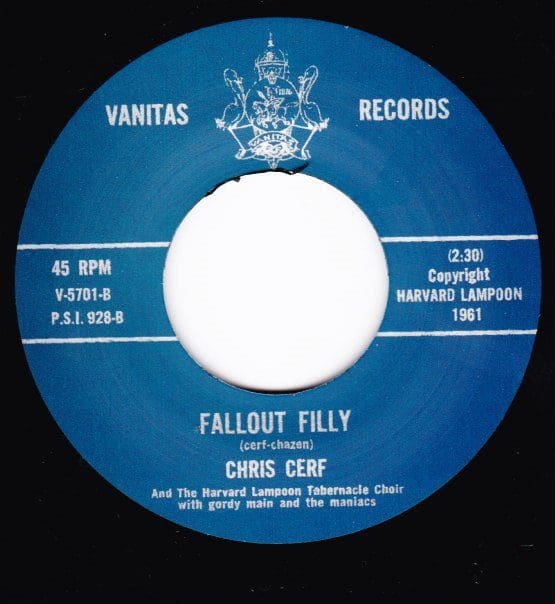 VANITAS RECORDS
VANITAS
45 RPM
V-5701-B
P.S.I. 928-B
(2:30)
Copyright
HARVARD LAMPOON
1961
FALLOUT FILLY
(cerf-chazen)
CHRIS CERF
And The Harvard Lampoon Tabernacle Choir
with gordy main and the maniacs